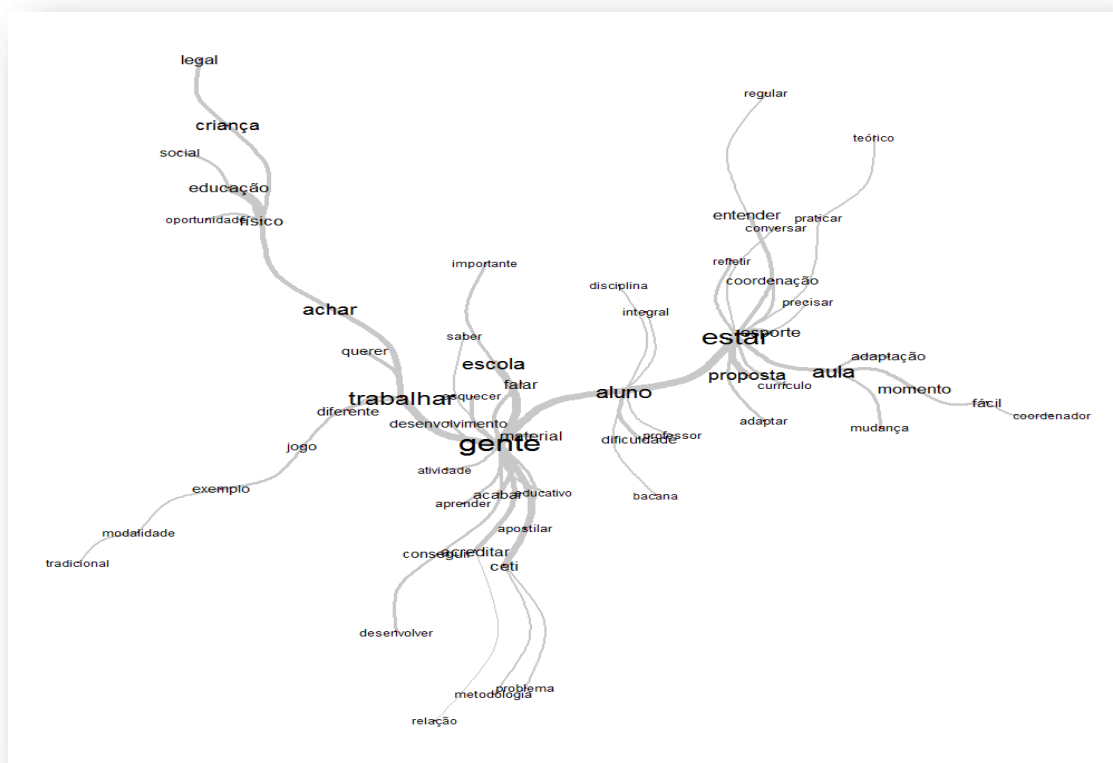 legal
regular
criança
teórico
social
educação
oportunidade
físico
entender
praticar
conversar
importante
refletir
coordenação
disciplina
achar
integral
precisar
saber
esporte
estar
querer
adaptação
escola
aula
proposta
falar
currículo
momento
trabalhar
esquecer
aluno
fácil
diferente
coordenador
desenvolvimento
adaptar
mudança
material
professor
dificuldade
gente
jogo
atividade
exemplo
acabar
educativo
bacana
aprender
modalidade
apostilar
conseguir
acreditar
tradicional
ceti
desenvolver
problema
metodologia
relação